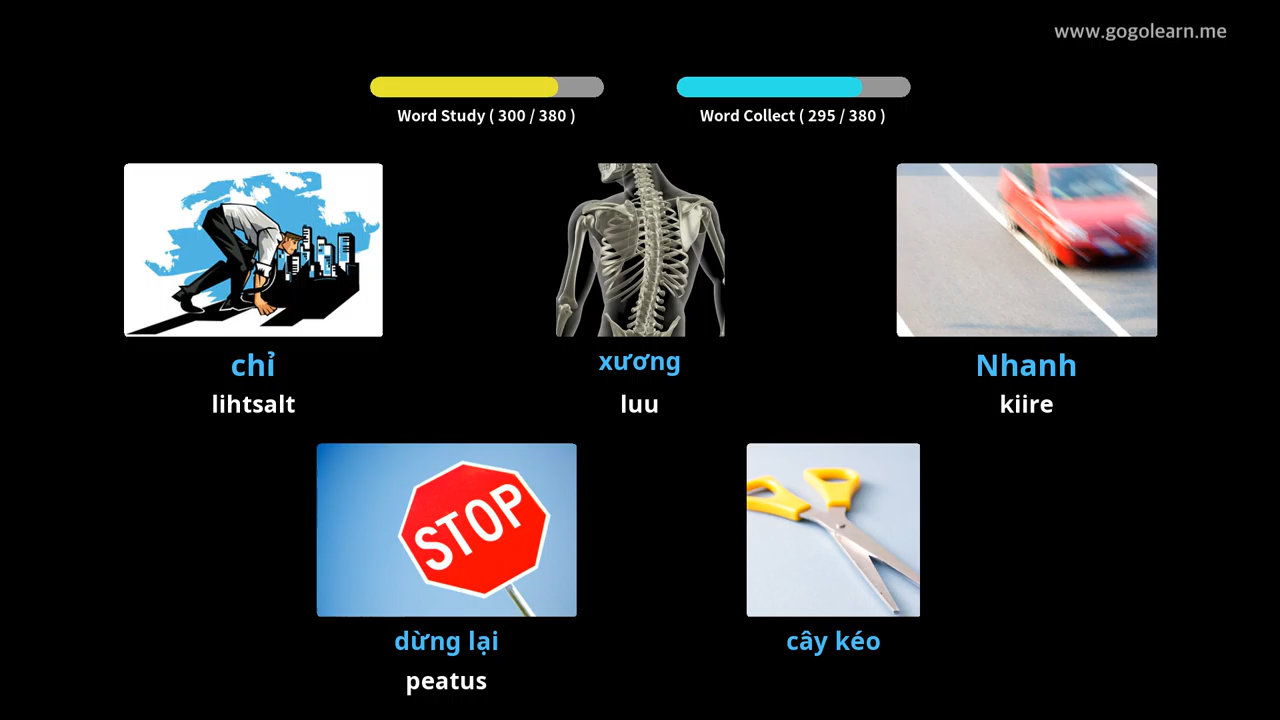 www.gogolearn.me
Word Study ( 300 / 380 )
Word Collect ( 295 / 380 )
chỉ
lihtsalt
xương
luu
Nhanh
kiire
STOP
dừng lại
peatus
cây kéo